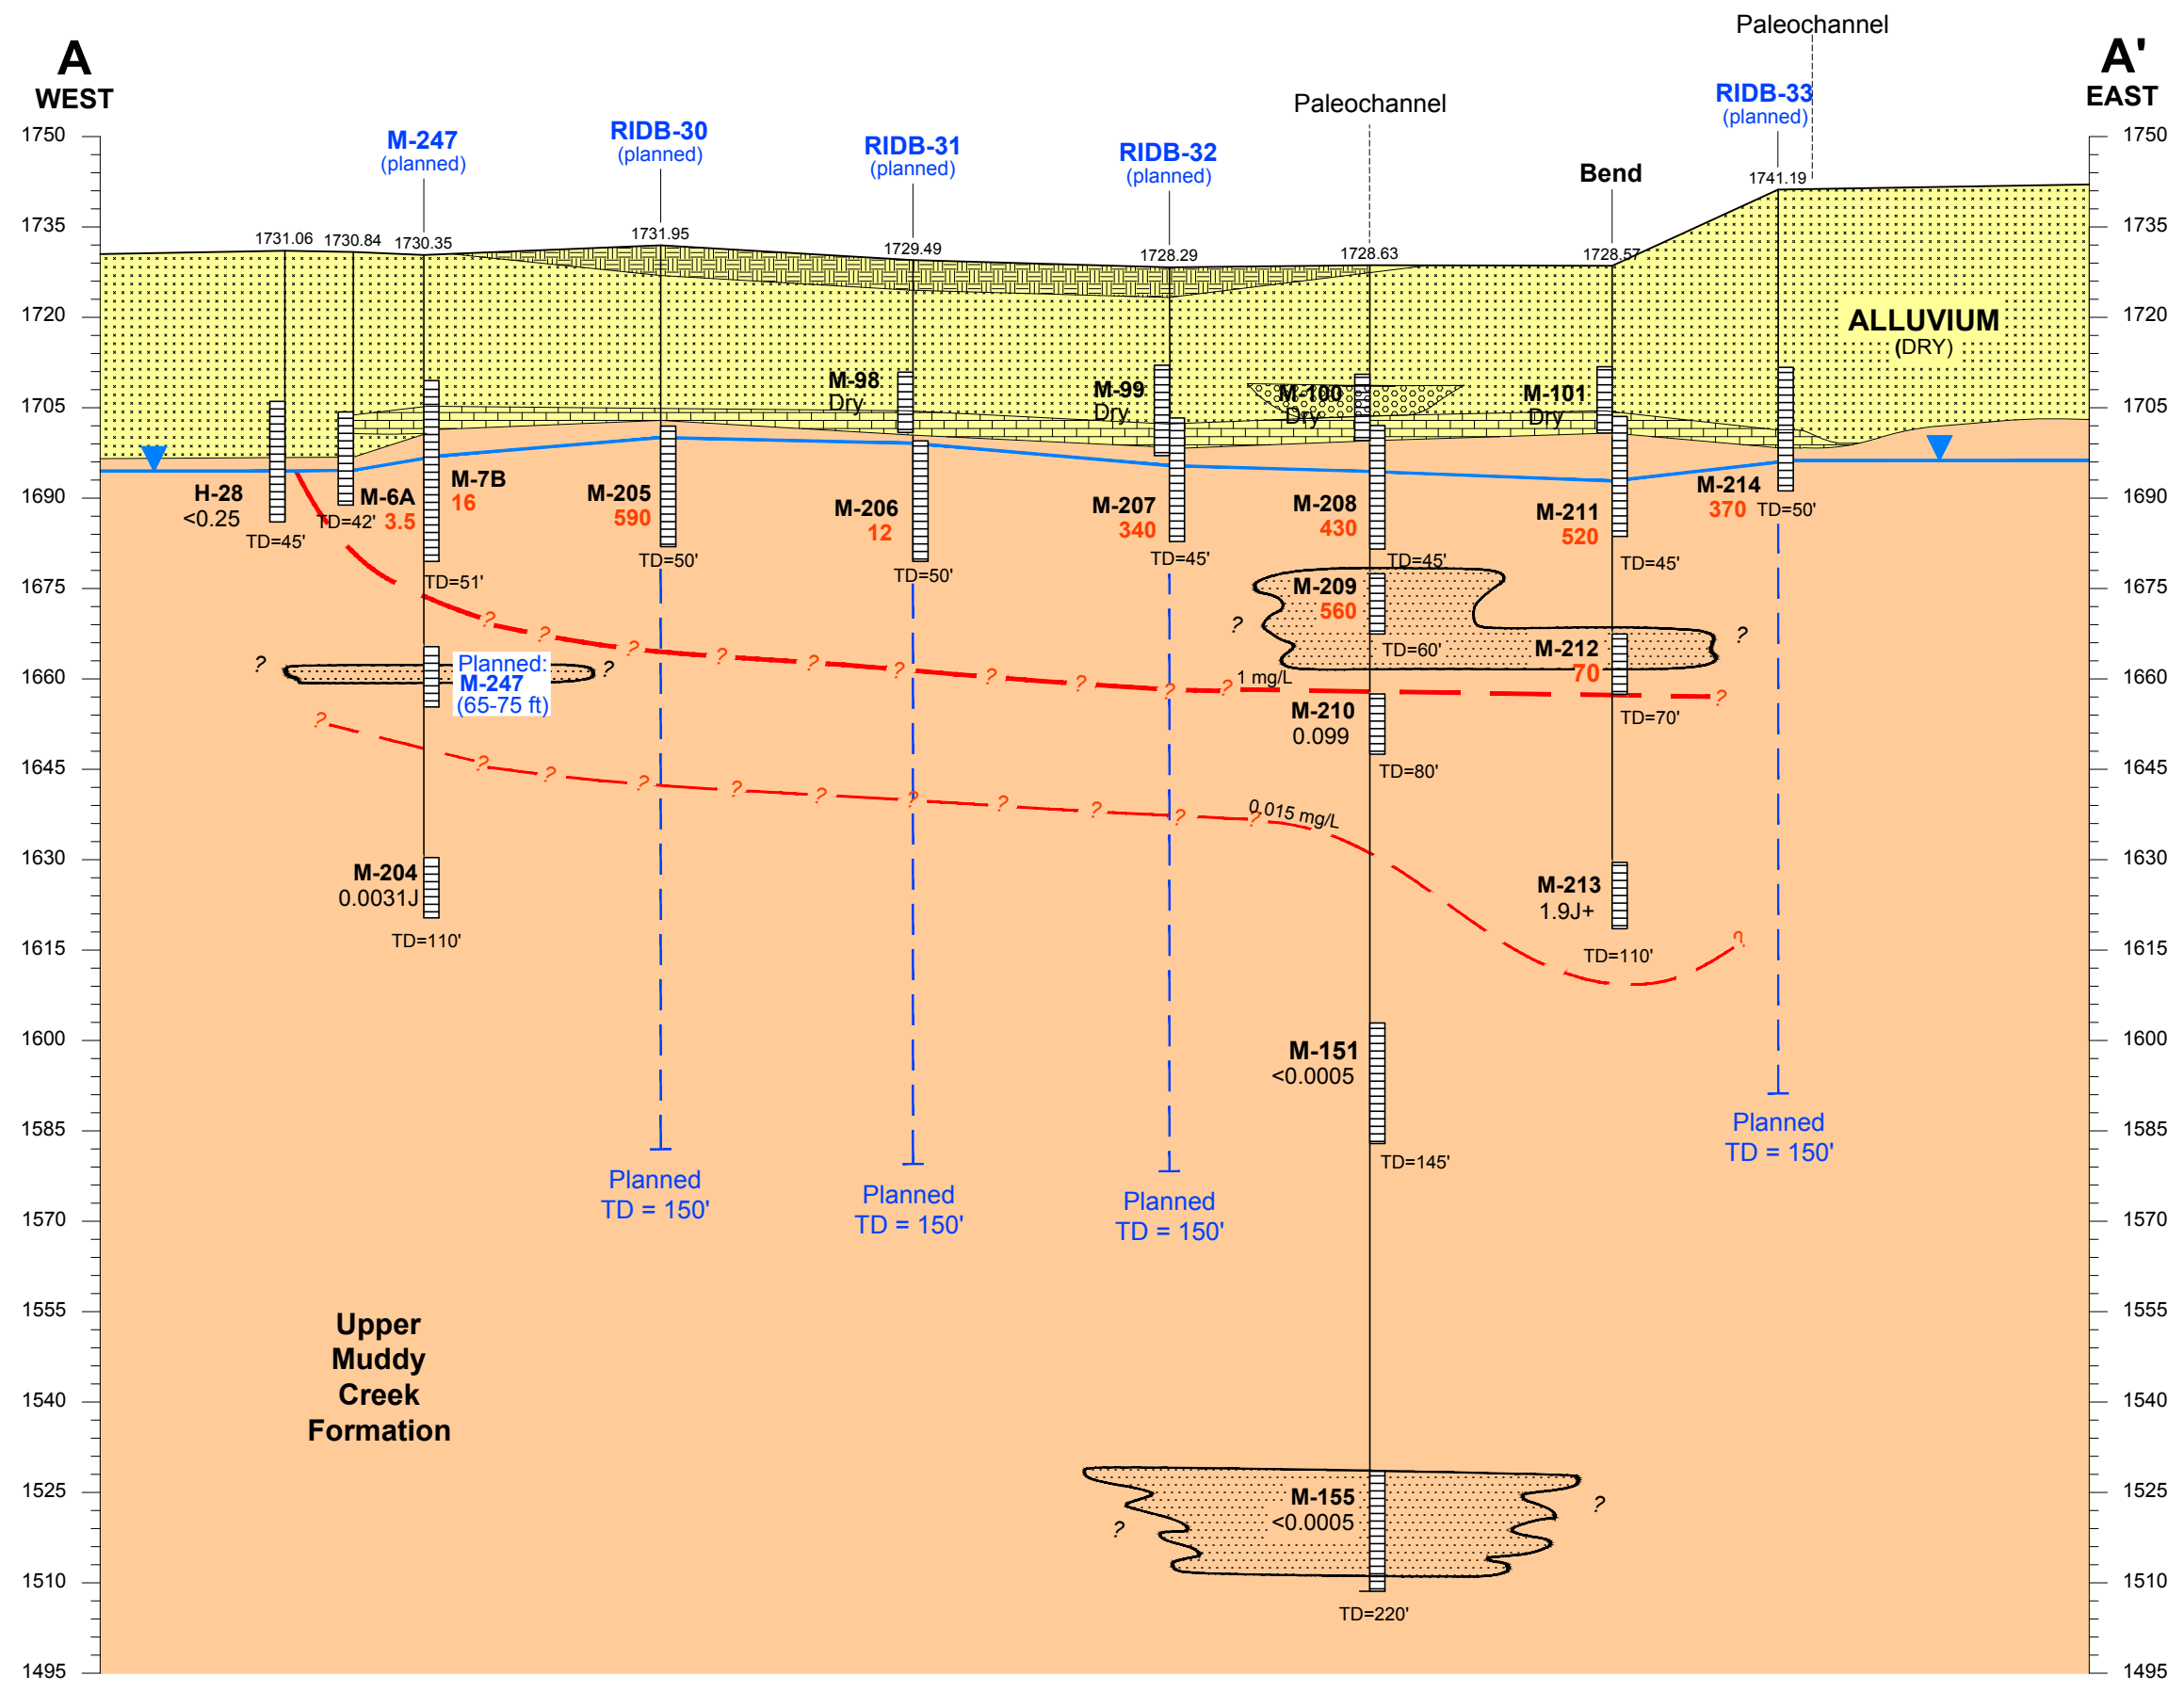 Paleochannel
A
WEST
A'
EAST
RIDB-33
(planned)
Paleochannel
RIDB-30
(planned)
M-247
(planned)
RIDB-31
(planned)
RIDB-32
(planned)
Bend
1750
1750
1741.19
1735
1735
1731.06
1730.84
1730.35
1731.95
1729.49
1728.29
1728.63
1728.57
1720
1720
ALLUVIUM
(DRY)
1705
1705
M-98
Dry
M-99
Dry
M-100
Dry
M-101
Dry
1690
1690
H-28
<0.25
TD=45'
M-6A
3.5
TD=42'
M-7B
16
TD=51'
M-205
590
TD=50'
M-206
12
TD=50'
M-207
340
TD=45'
M-208
430
TD=45'
M-211
520
TD=45'
M-214
370
TD=50'
1675
1675
M-209
560
TD=60'
?
?
M-212
70
TD=70'
1660
1660
?
?
Planned:
M-247
(65-75 ft)
? ? ? ? ? ? ? ? ? ?
1 mg/L
?
M-210
0.099
TD=80'
1645
1645
? ? ? ? ? ? ? ? ? ?
0.015 mg/L
?
1630
1630
M-204
0.0031J
TD=110'
M-213
1.9J+
TD=110'
1615
1615
1600
1600
M-151
<0.0005
TD=145'
1585
1585
Planned
TD = 150'
Planned
TD = 150'
Planned
TD = 150'
Planned
TD = 150'
1570
1570
1555
1555
Upper
Muddy
Creek
Formation
1540
1540
1525
1525
M-155
<0.0005
?
?
TD=220'
1510
1510
1495
1495